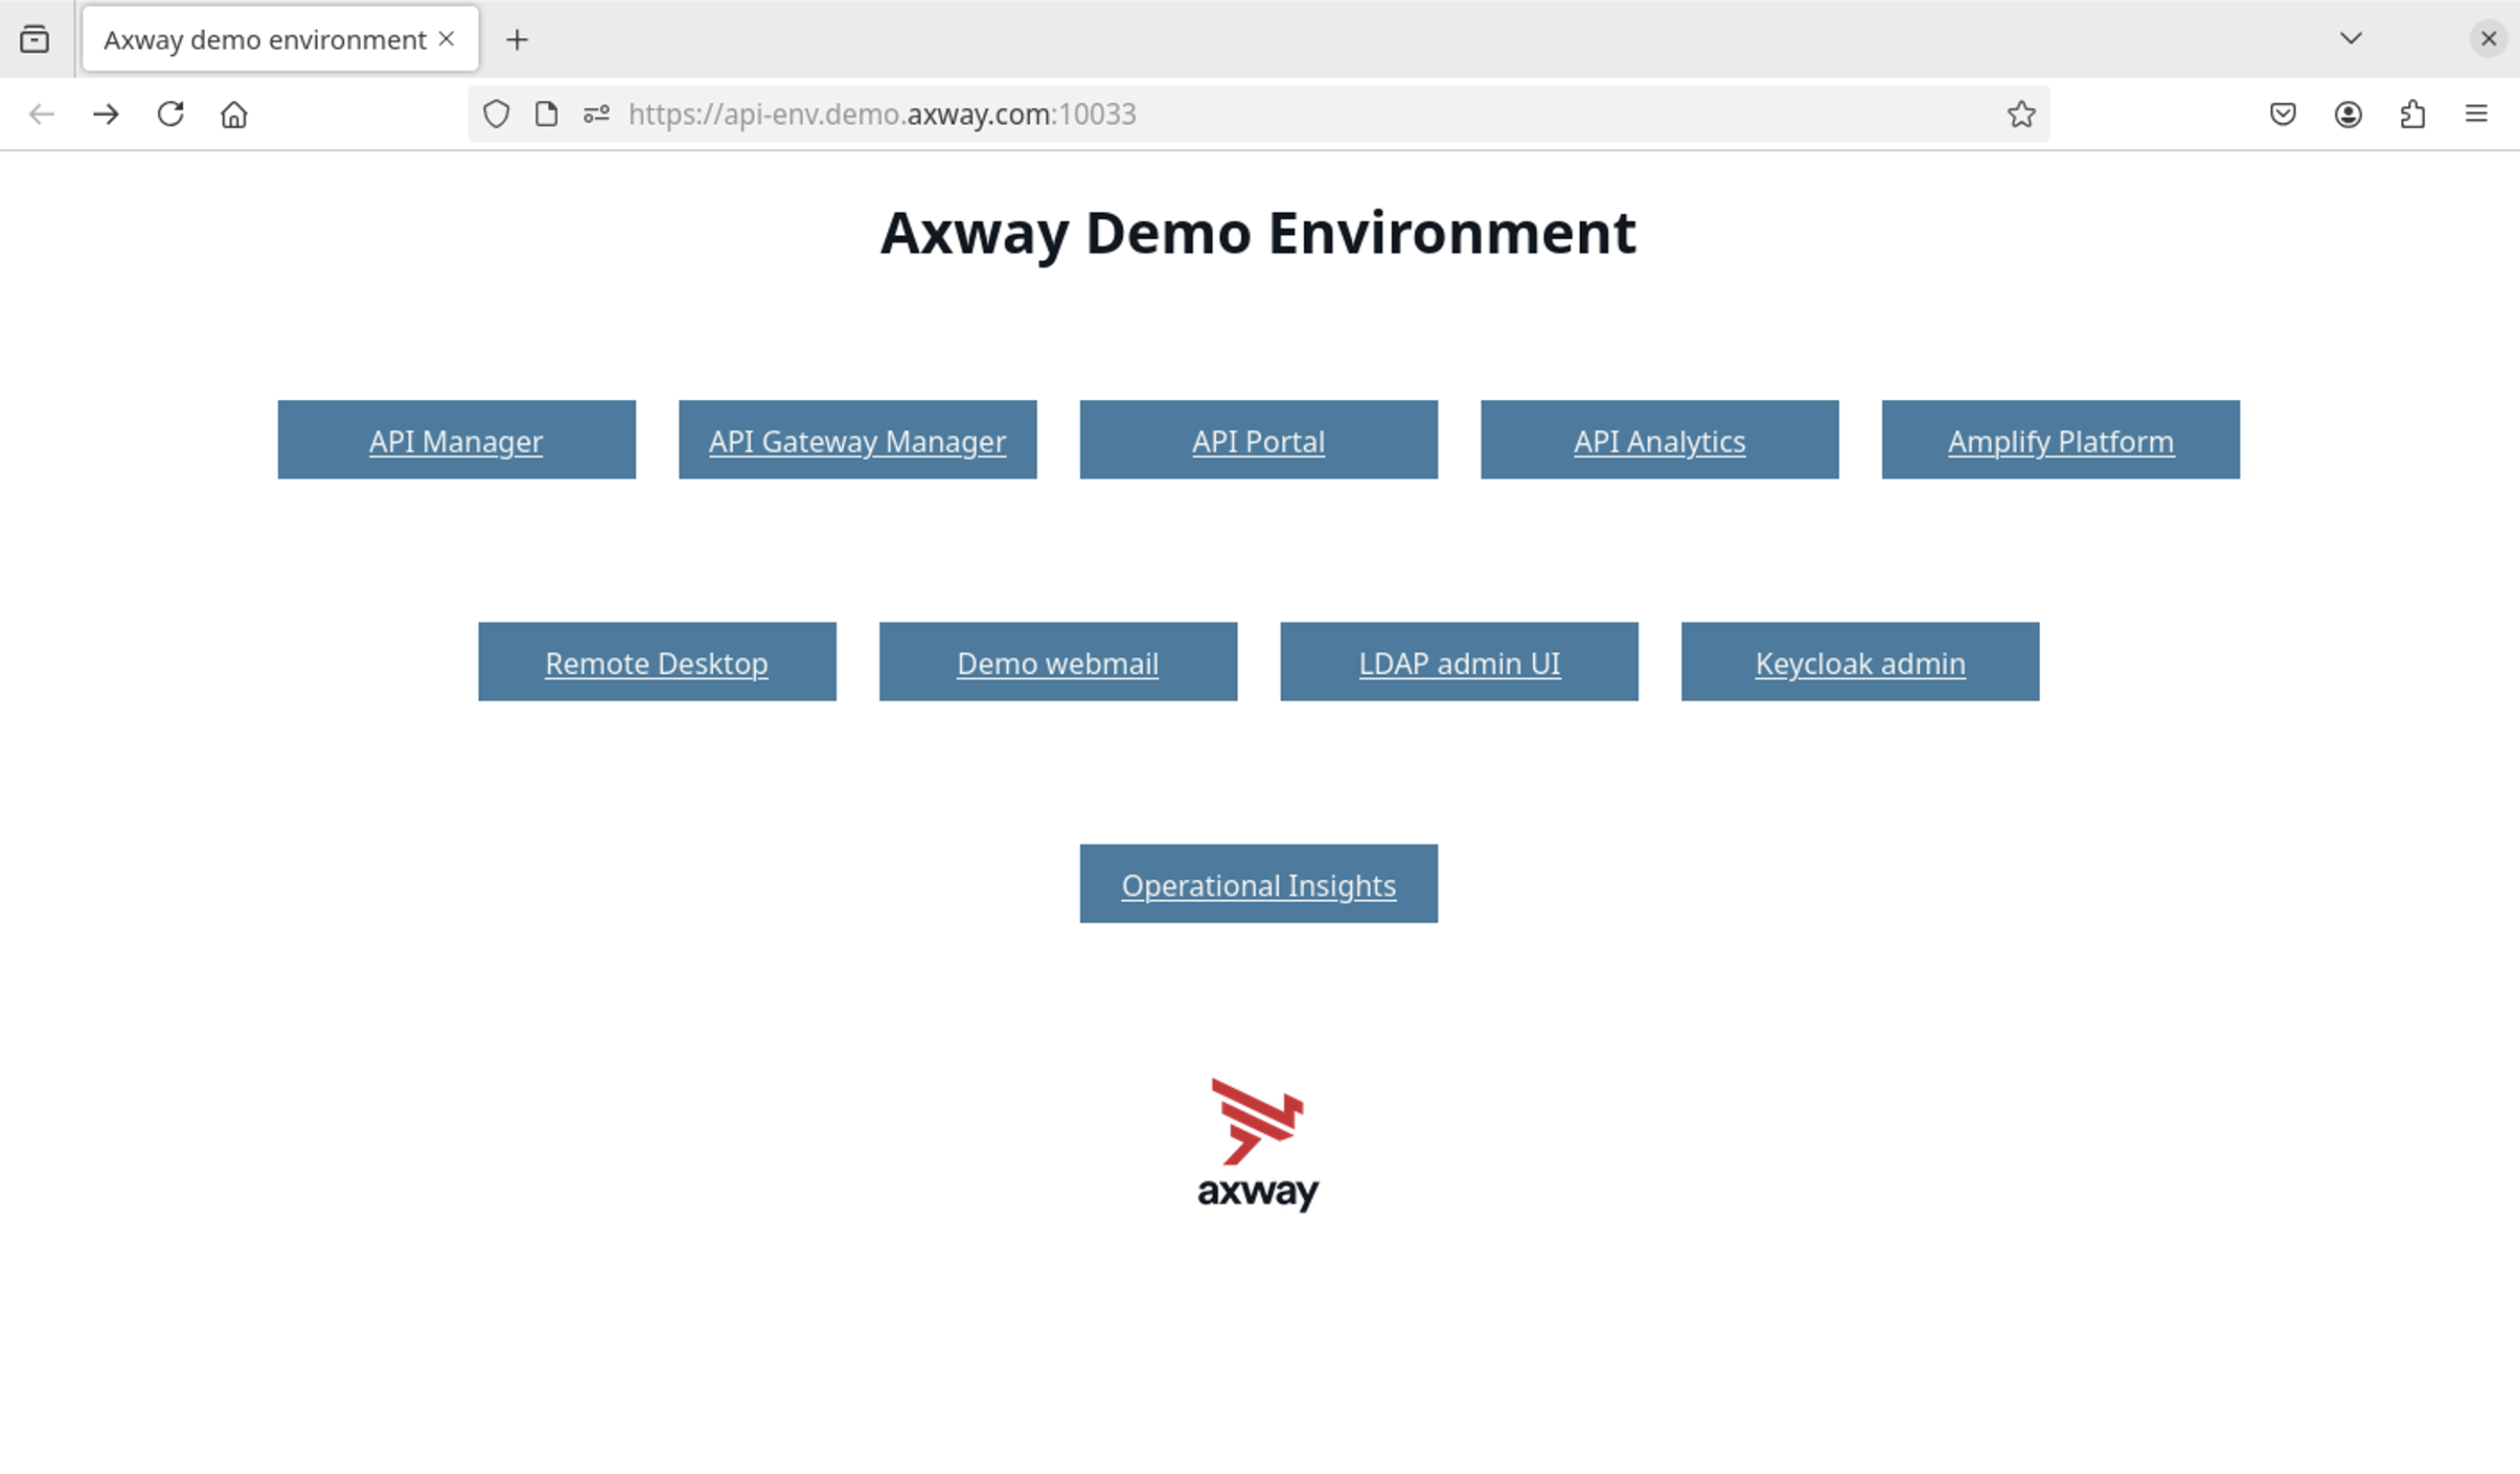 Axway demo environment
https://api-env.demo.axway.com:10033
Axway Demo Environment
API Manager
API Gateway Manager
API Portal
API Analytics
Amplify Platform
Remote Desktop
Demo webmail
LDAP admin UI
Keycloak admin
Operational Insights
axway